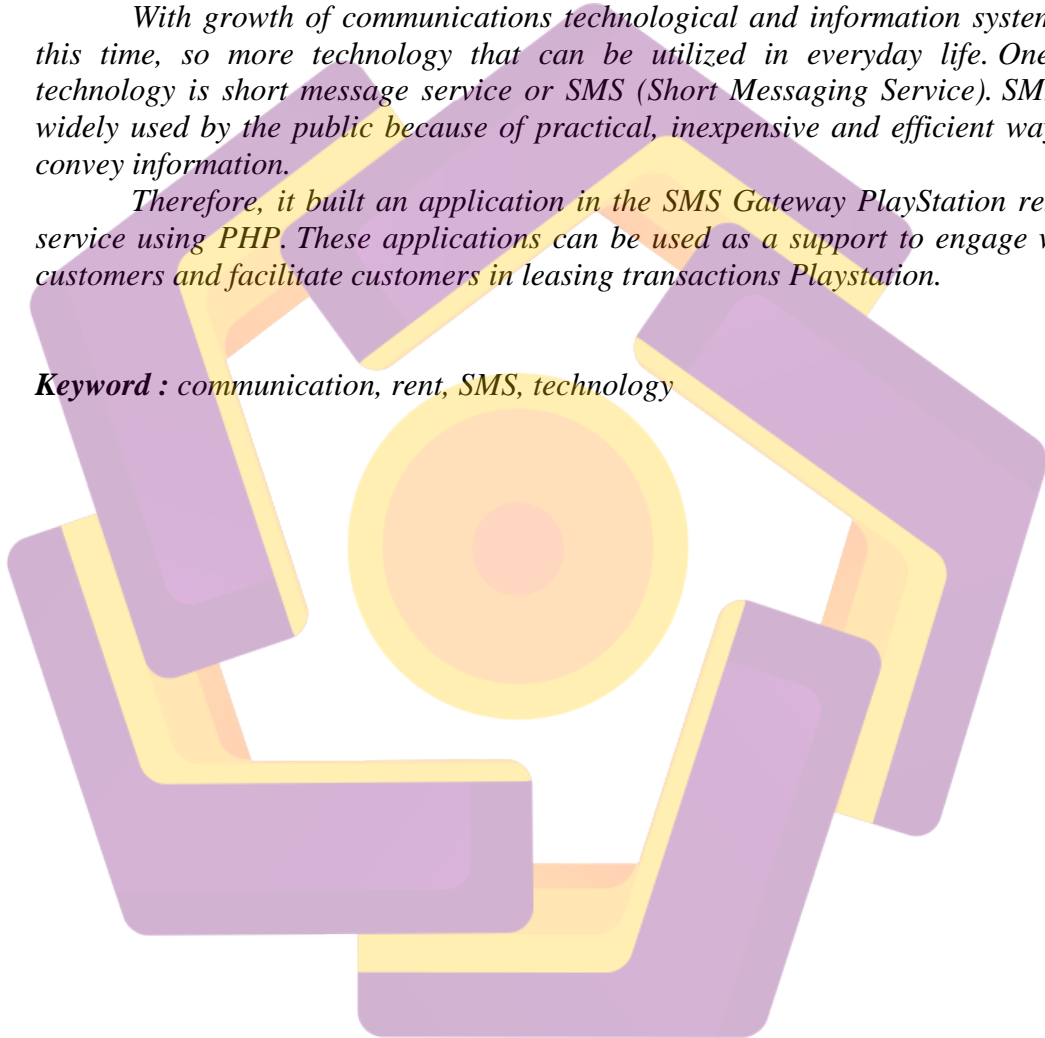 With growth of communications technological and information system
this time, so more technology that can be utilized in everyday life. One
technology is short message service or SMS (Short Messaging Service). SM
widely used by the public because of practical, inexpensive and efficient way
convey information.
Therefore, it built an application in the SMS Gateway PlayStation re
service using PHP. These applications can be used as a support to engage
customers and facilitate customers in leasing transactions Playstation.
Keyword : communication, rent, SMS, technology